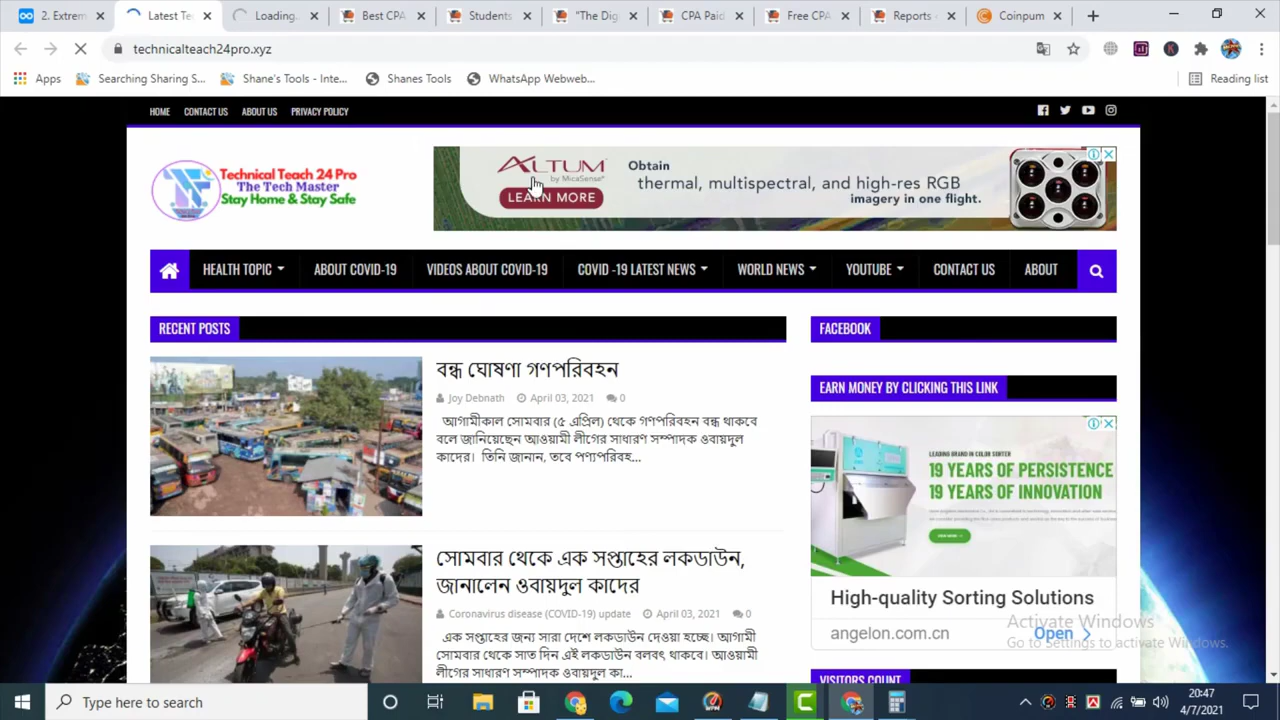 2. Extrem
Latest Te
Loading.
Best CPA
Students
"The Dig
CPA Paid
Free CPA
Reports
Coinpum
technicalteach24pro.xyz
Apps
Searching Sharing S...
Shane's Tools - Inte...
Shanes Tools
WhatsApp Webweb...
Reading list
HOME
CONTACT US
ABOUT US
PRIVACY POLICY
Technical Teach 24 Pro
The Tech Master
Stay Home & Stay Safe
ALTUM
by MicaSense®
LEARN MORE
Obtain
thermal, multispectral, and high-res RGB
imagery in one flight.
HEALTH TOPIC
ABOUT COVID-19
VIDEOS ABOUT COVID-19
COVID -19 LATEST NEWS
WORLD NEWS
YOUTUBE
CONTACT US
ABOUT
RECENT POSTS
বন্ধ ঘোষণা গণপরিবহন
Joy Debnath April 03, 2021 0
আগামীকাল সোমবার (৫ এপ্রিল) থেকে গণপরিবহন বন্ধ থাকবে
বলে জানিয়েছেন আওয়ামী লীগের সাধারণ সম্পাদক ওবায়দুল
কাদের। তিনি জানান, তবে পণ্যপরিবহ...
সোমবার থেকে এক সপ্তাহের লকডাউন,
জানালেন ওবায়দুল কাদের
Coronavirus disease (COVID-19) update April 03, 2021 0
এক সপ্তাহের জন্য সারা দেশে লকডাউন দেওয়া হচ্ছে। আগামী
সোমবার থেকে সাত দিন এই লকডাউন বলবৎ থাকবে। আওয়ামী
লীগের সাধারণ সম্পাদক ওবায়দুল কা...
FACEBOOK
EARN MONEY BY CLICKING THIS LINK
LEADING BRAND IN COLOR SORTER
19 YEARS OF PERSISTENCE
19 YEARS OF INNOVATION
High-quality Sorting Solutions
angelon.com.cn
Open
VISITORS COUNT
Activate Windows
Go to Settings to activate Windows.
Type here to search
20:47
4/7/2021